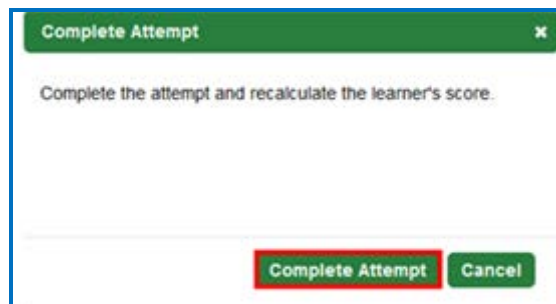 Complete Attempt ×
Complete the attempt and recalculate the learner's score.
Complete Attempt Cancel